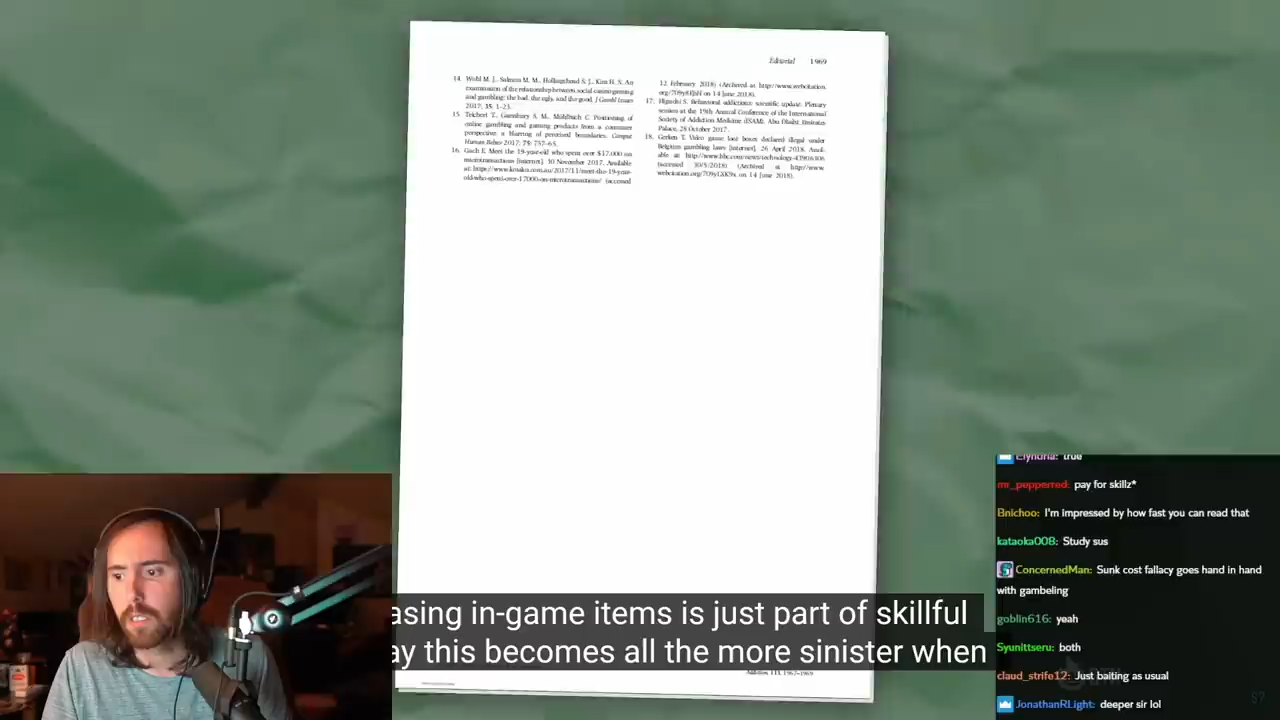 Editorial 1969
14. Wohl M. J., Salmon M. M., Hollingshead S. J., Kim H. S. An
examination of the relationship between social casino gaming
and gambling: the bad, the ugly, and the good. J Gambl Issues
2017; 35: 1–23.
15. Teichert T., Gainsbury S. M., Mühlbach C. Positioning of
online gambling and gaming products from a consumer
perspective: a blurring of perceived boundaries. Comput
Human Behav 2017; 75: 757–65.
16. Gach E. Meet the 19-year-old who spent over $17,000 on
microtransactions [internet]. 30 November 2017. Available
at: https://www.kotaku.com.au/2017/11/meet-the-19-year-
old-who-spent-over-17000-on-microtransactions/ (accessed
12 February 2018) (Archived at http://www.webcitation.
on 14 June 2018).
17. Higuchi S. Behavioral addictions: scientific update. Plenary
session at the 19th Annual Conference of the International
Society of Addiction Medicine (ISAM). Abu Dhabi: Emirates
Palace, 28 October 2017.
18. Gerken T. Video game loot boxes declared illegal under
Belgium gambling laws [internet]. 26 April 2018. Avail-
able at: http://www.bbc.com/news/technology-43906306
(accessed 30/5/2018) (Archived at http://www.
on 14 June 2018).
asing in-game items is just part of skillful
ay this becomes all the more sinister when
Addiction, 113, 1967–1969
Elyndria: true
mr_pepperred: pay for skillz*
Bnichoo: I'm impressed by how fast you can read that
kataoka008: Study sus
ConcernedMan: Sunk cost fallacy goes hand in hand
with gambeling
goblin616: yeah
Syunittseru: both
claud_strife12: Just baiting as usual
JonathanRLight: deeper sir lol
57